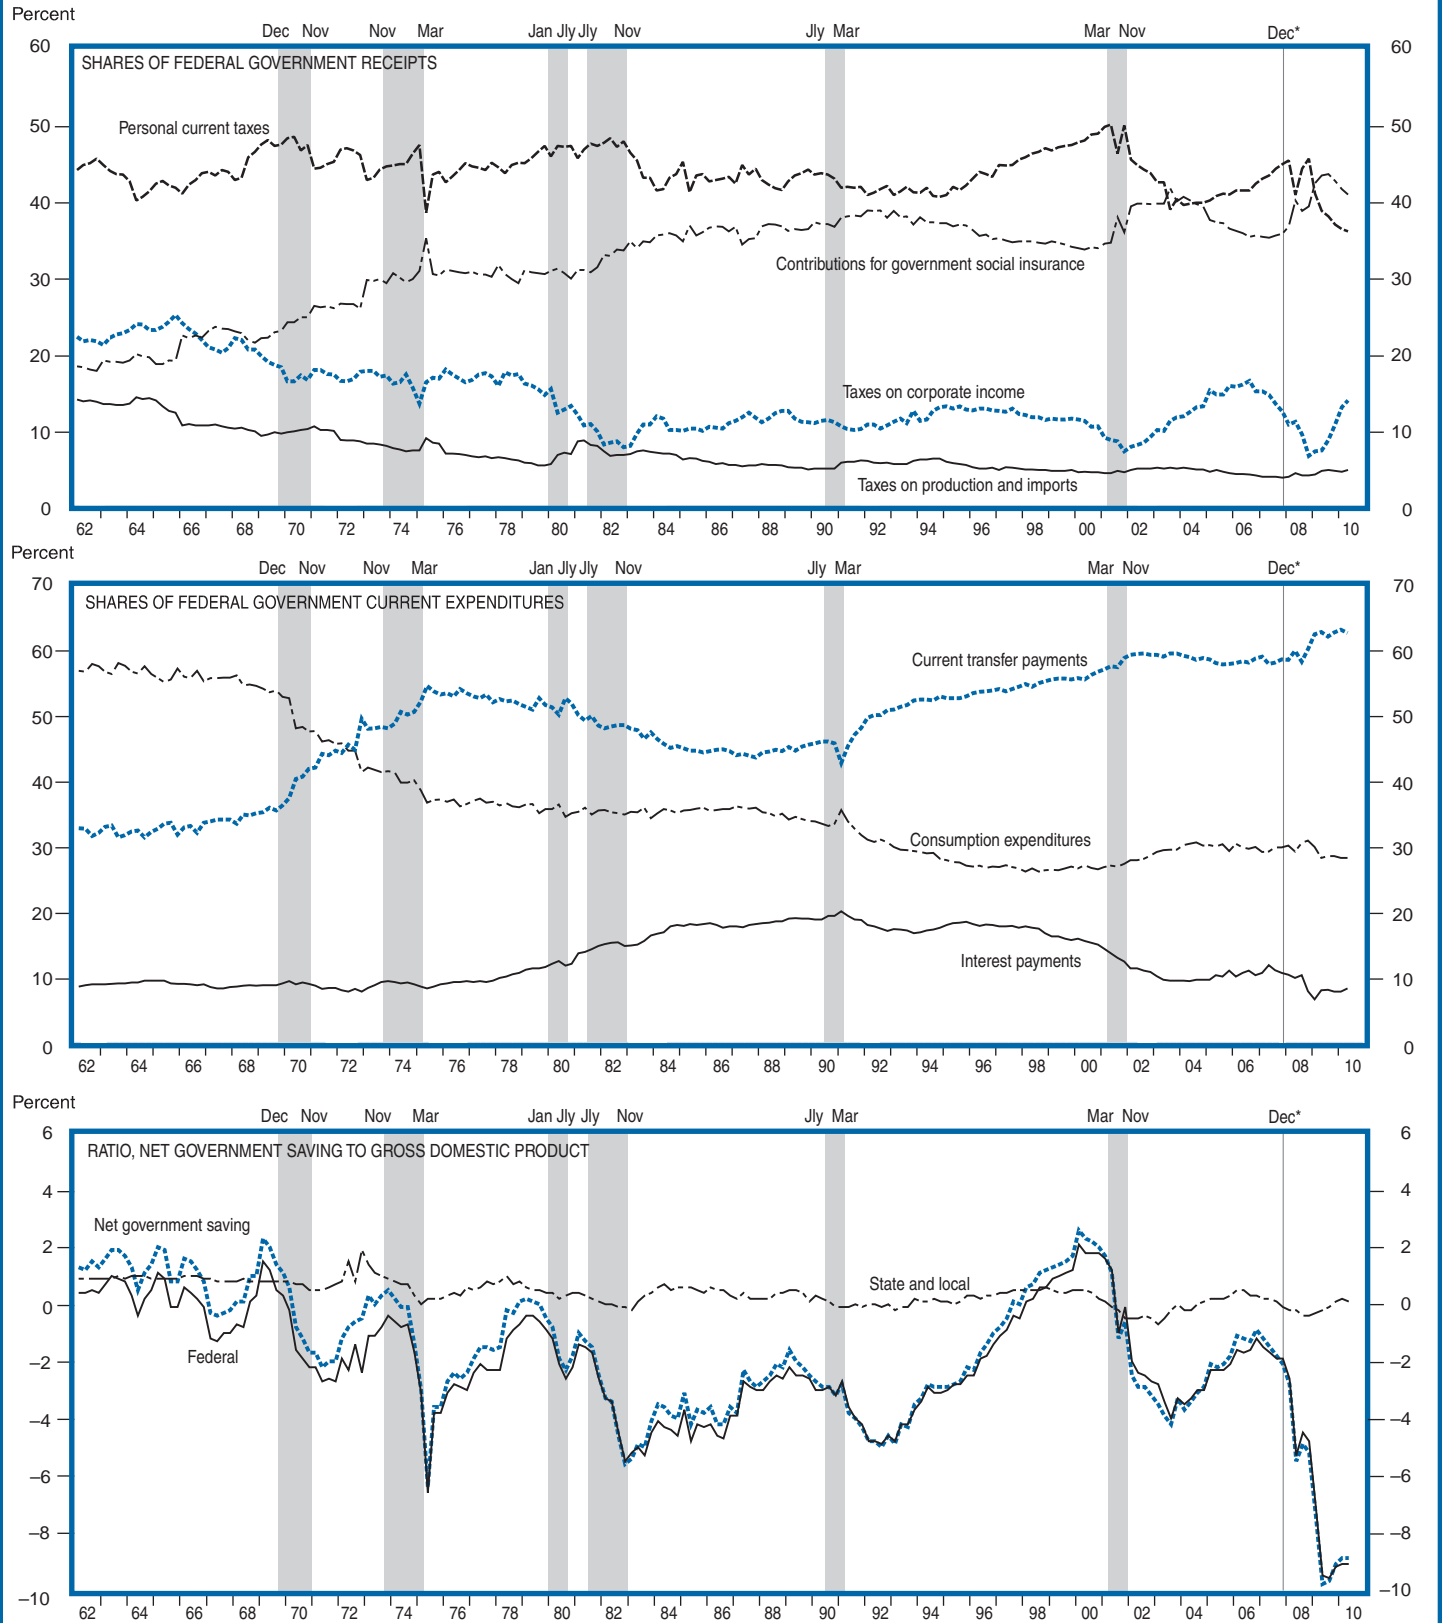 Percent
Dec Nov Nov Mar Jan Jly Jly Nov Jly Mar Mar Nov Dec*
60 60
SHARES OF FEDERAL GOVERNMENT RECEIPTS
Personal current taxes
50 50
40 40
Contributions for government social insurance
30 30
20 20
Taxes on corporate income
10 10
Taxes on production and imports
0 0
62 64 66 68 70 72 74 76 78 80 82 84 86 88 90 92 94 96 98 00 02 04 06 08 10
Percent
Dec Nov Nov Mar Jan Jly Jly Nov Jly Mar Mar Nov Dec*
70 70
SHARES OF FEDERAL GOVERNMENT CURRENT EXPENDITURES
60 60
Current transfer payments
50 50
40 40
Consumption expenditures
30 30
20 20
Interest payments
10 10
0 0
62 64 66 68 70 72 74 76 78 80 82 84 86 88 90 92 94 96 98 00 02 04 06 08 10
Percent
Dec Nov Nov Mar Jan Jly Jly Nov Jly Mar Mar Nov Dec*
6 6
RATIO, NET GOVERNMENT SAVING TO GROSS DOMESTIC PRODUCT
4 4
Net government saving
2 2
State and local
0 0
Federal
–2 –2
–4 –4
–6 –6
–8 –8
–10 –10
62 64 66 68 70 72 74 76 78 80 82 84 86 88 90 92 94 96 98 00 02 04 06 08 10